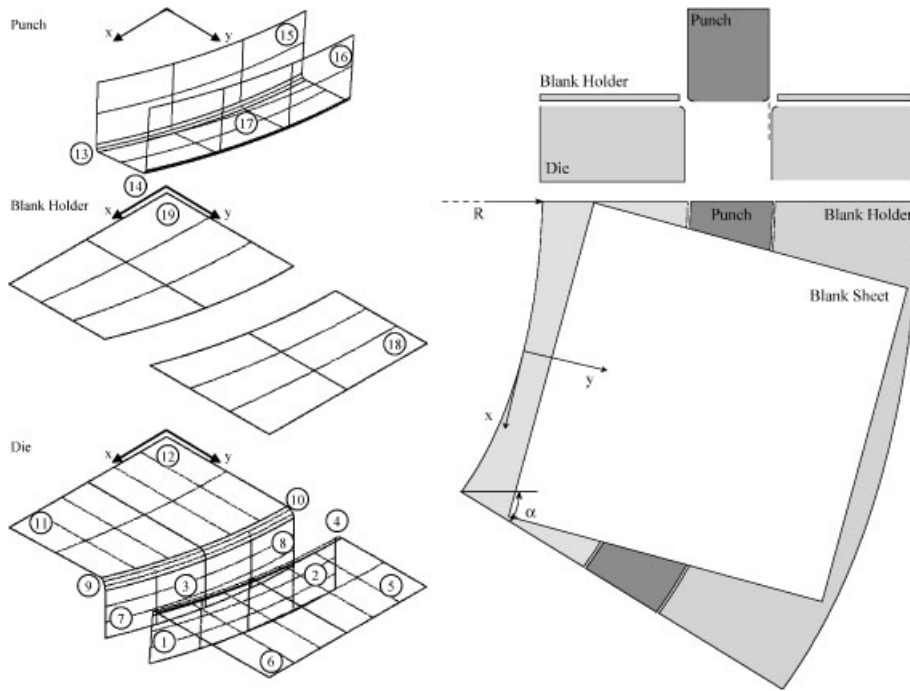 Punch
x
y
15
16
17
13
14
Blank Holder
x
y
19
18
Die
x
y
12
11
10
4
9
8
3
2
5
7
1
6
Punch
Blank Holder
Die
R
Punch
Blank Holder
Blank Sheet
y
x
α